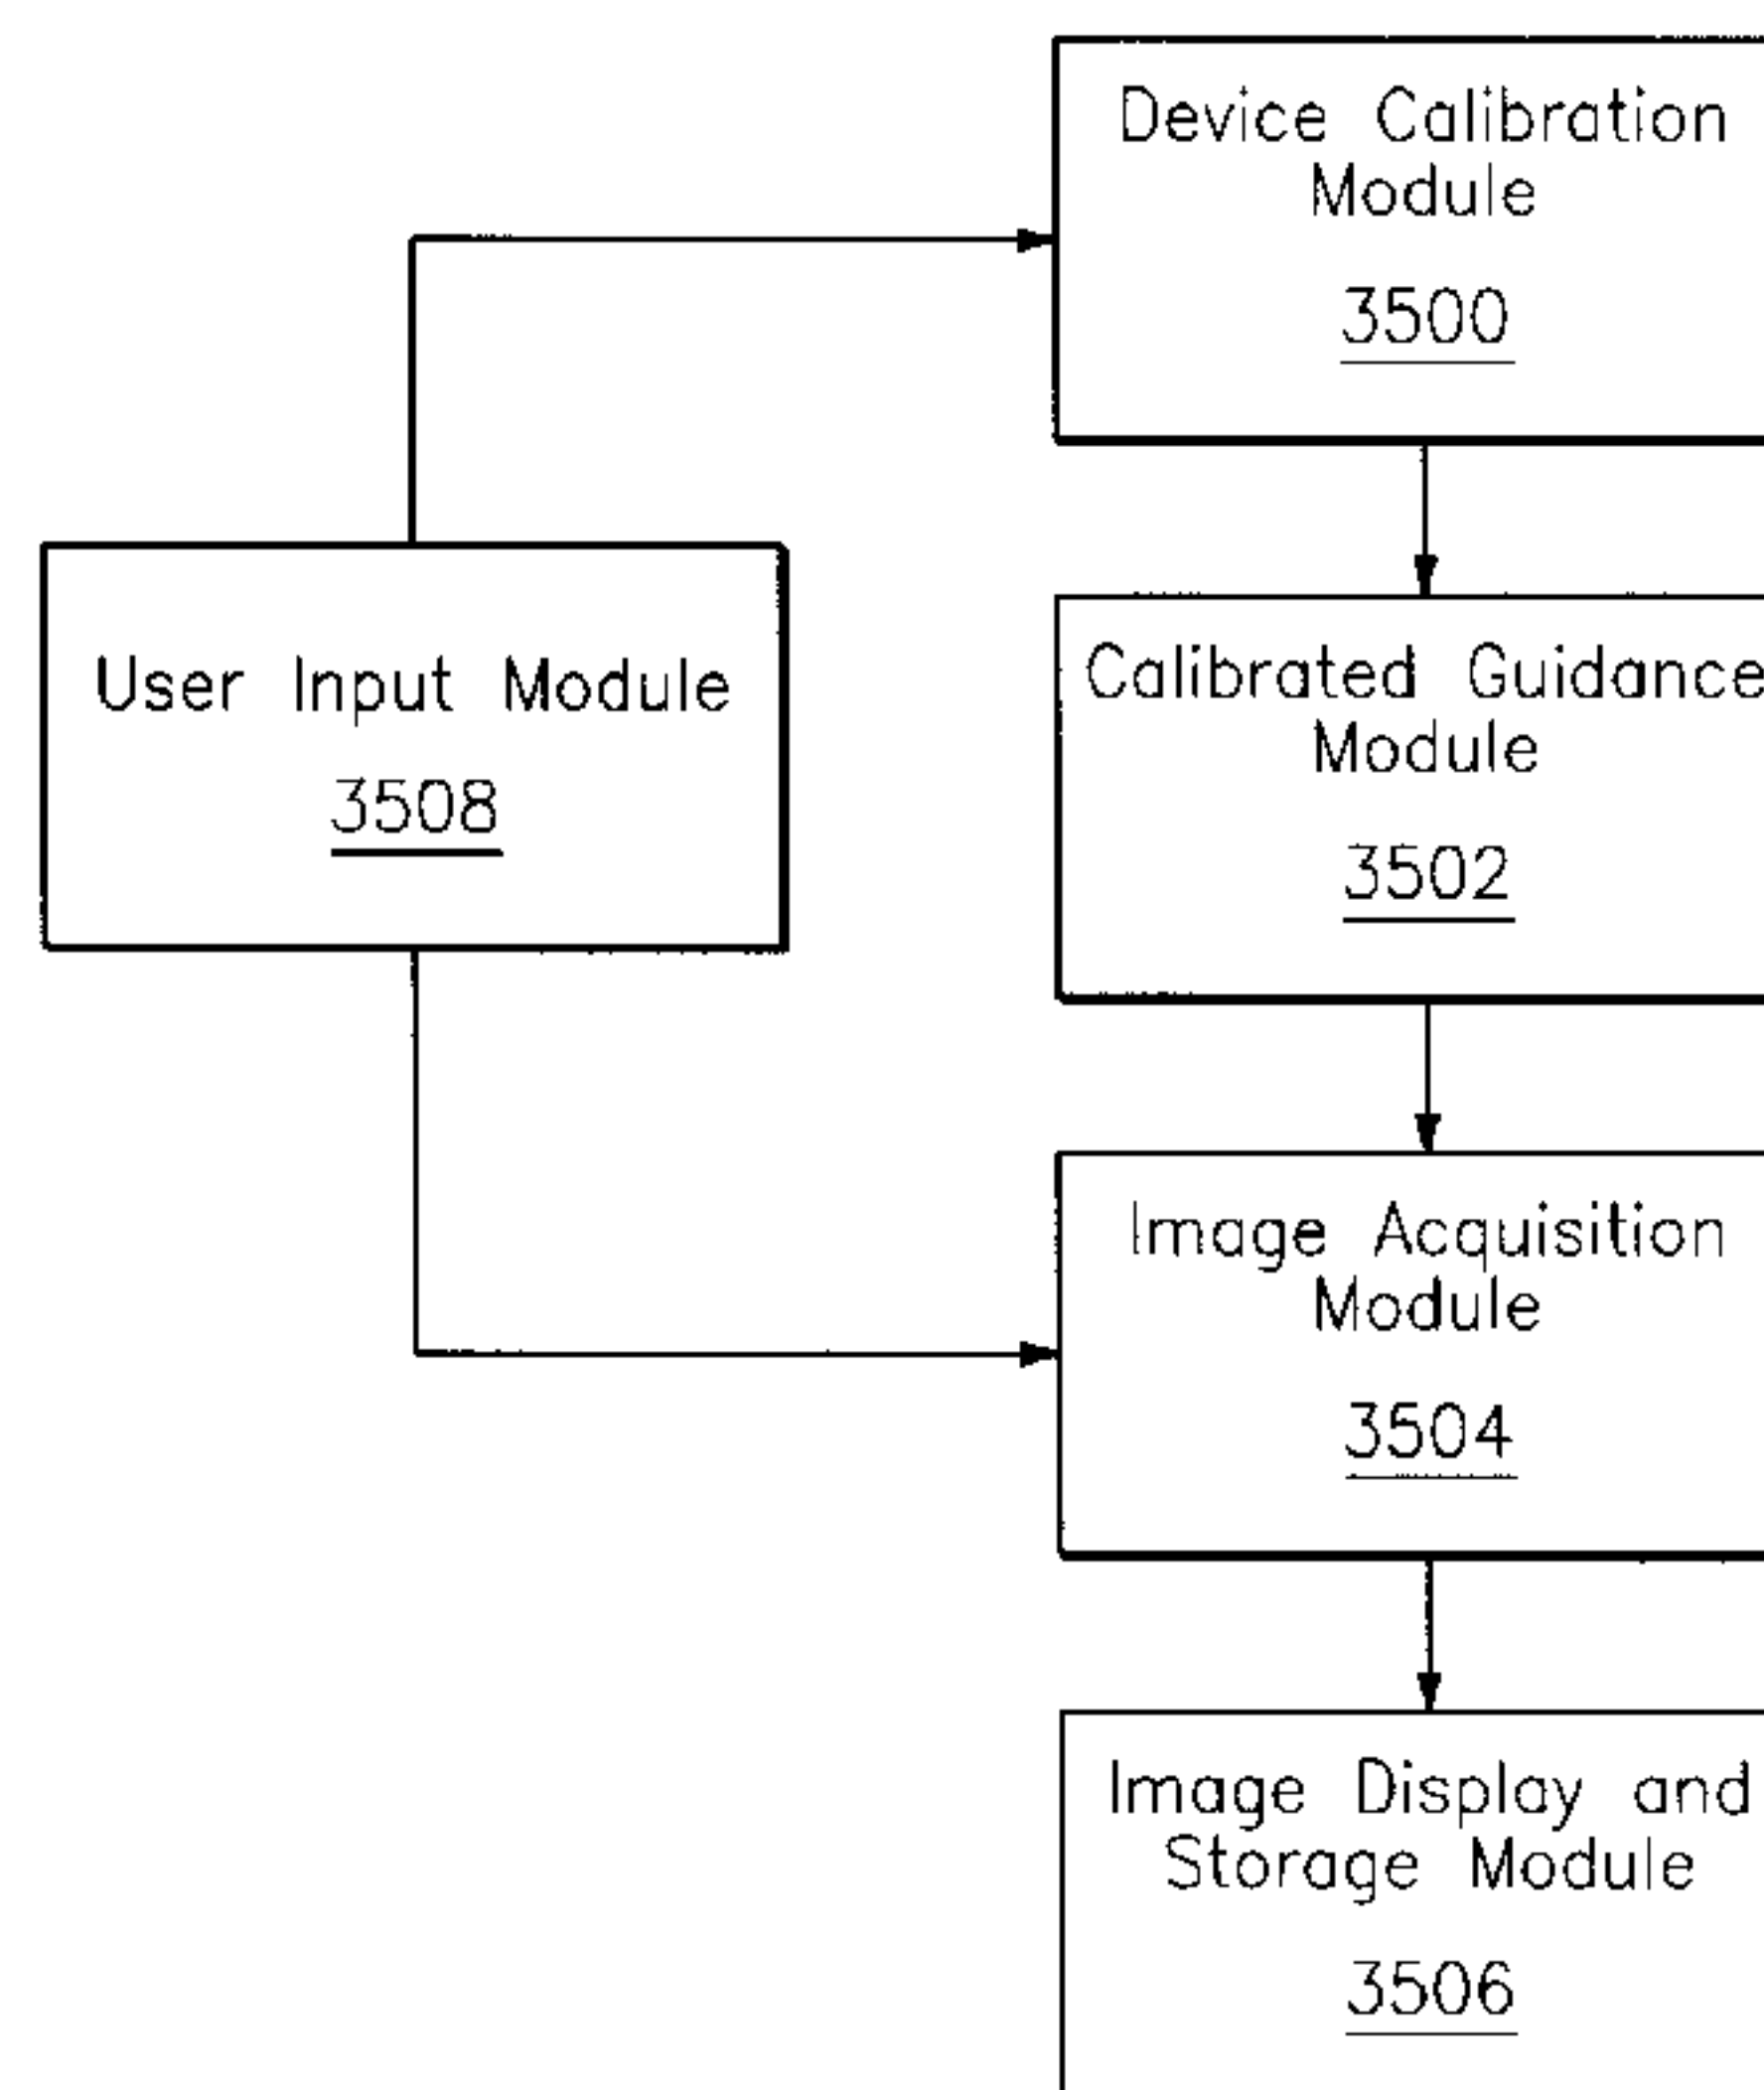 Device Calibration
Module
3500
User Input Module
3508
Calibrated Guidance
Module
3502
Image Acquisition
Module
3504
Image Display and
Storage Module
3506